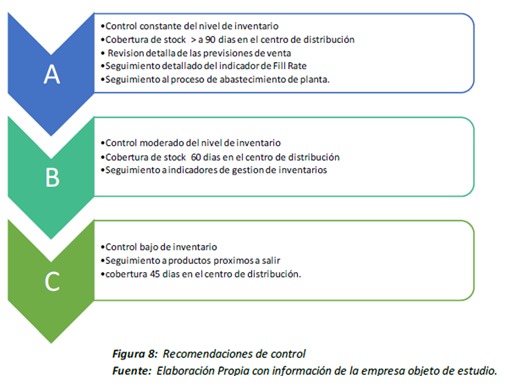 A
•Control constante del nivel de inventario
•Cobertura de stock > a 90 dias en el centro de distribución
• Revision detalla de las previsiones de venta
•Seguimiento detallado del indicador de Fill Rate
•Seguimiento al proceso de abastecimiento de planta.
B
•Control moderado del nivel de inventario
•Cobertura de stock 60 dias en el centro de distribución
•Seguimiento a indicadores de gestion de inventarios
C
•Control bajo de inventario
•Seguimiento a productos proximos a salir
•cobertura 45 dias en el centro de distribución.
Figura 8: Recomendaciones de control
Fuente: Elaboración Propia con información de la empresa objeto de estudio.